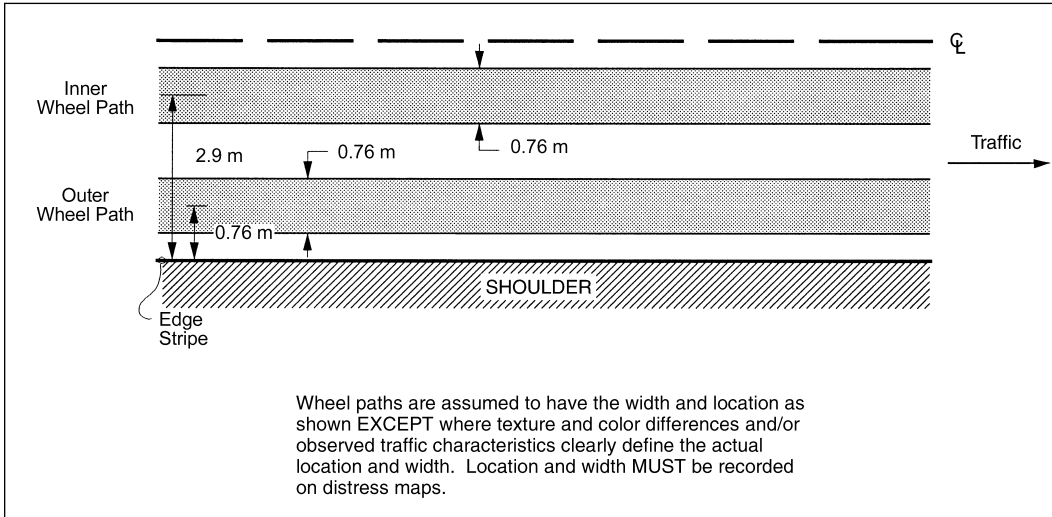 ℄
Inner
Wheel Path
2.9 m
0.76 m
0.76 m
Traffic
Outer
Wheel Path
0.76 m
SHOULDER
Edge
Stripe
Wheel paths are assumed to have the width and location as
shown EXCEPT where texture and color differences and/or
observed traffic characteristics clearly define the actual
location and width.  Location and width MUST be recorded
on distress maps.